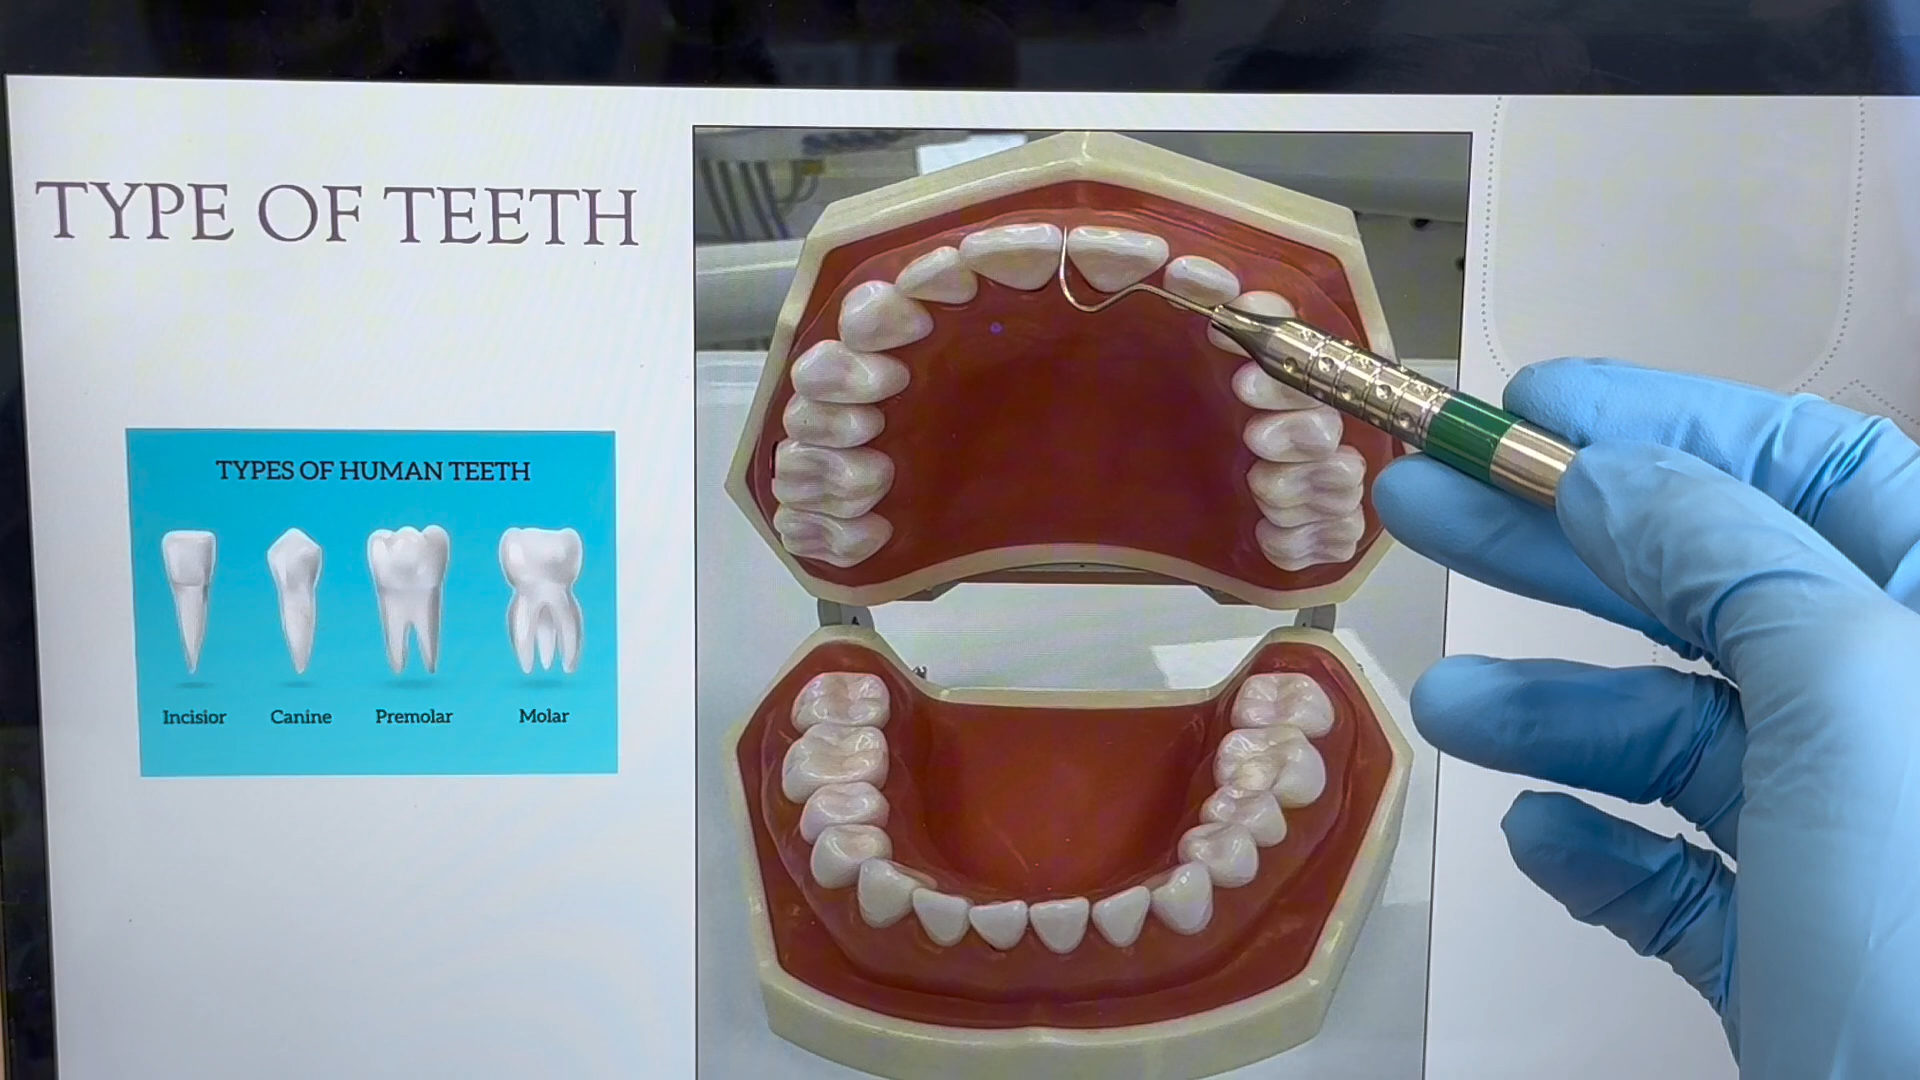 TYPE OF TEETH
TYPES OF HUMAN TEETH
Incisior
Canine
Premolar
Molar